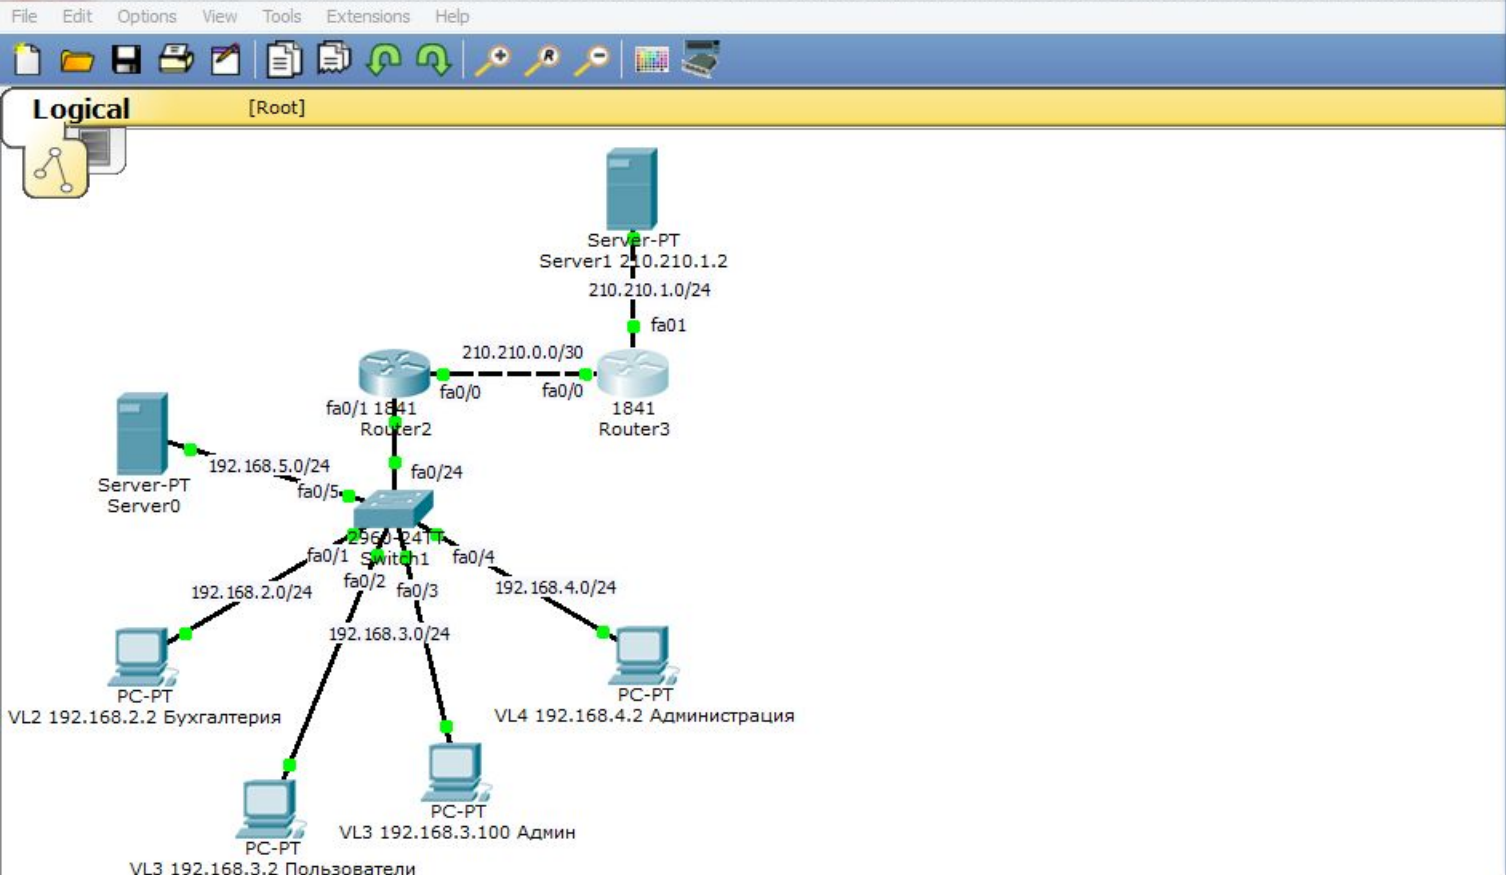 File Edit Options View Tools Extensions Help
R
Logical [Root]
Server-PT
Server1 210.210.1.2
210.210.1.0/24
fa01
210.210.0.0/30
fa0/0
fa0/0
fa0/1 1841
Router2
1841
Router3
fa0/24
192.168.5.0/24
fa0/5
Server-PT
Server0
2960-24TT
Switch1
fa0/1
fa0/2
fa0/3
fa0/4
192.168.2.0/24
192.168.4.0/24
192.168.3.0/24
PC-PT
VL2 192.168.2.2 Бухгалтерия
PC-PT
VL4 192.168.4.2 Администрация
PC-PT
VL3 192.168.3.100 Админ
PC-PT
VL3 192.168.3.2 Пользователи